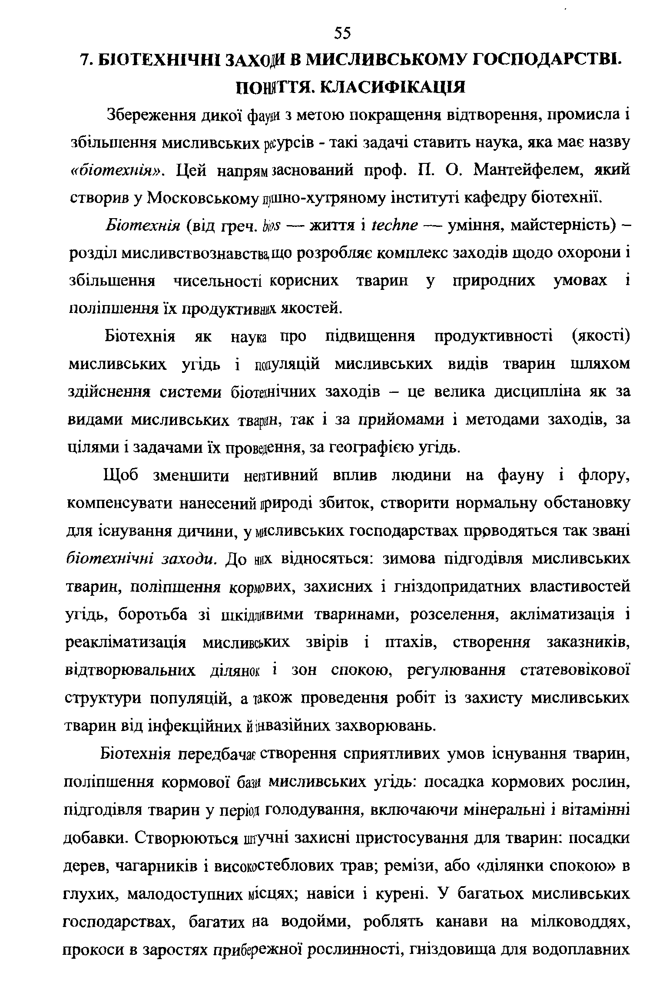 55
7. БІОТЕХНІЧНІ ЗАХОДИ В МИСЛИВСЬКОМУ ГОСПОДАРСТВІ.
ПОНЯТТЯ. КЛАСИФІКАЦІЯ
Збереження дикої фауни з метою покращення відтворення, промисла і
збільшення мисливських ресурсів - такі задачі ставить наука, яка має назву
«біотехнія». Цей напрям заснований проф. П. О. Мантейфелем, який
створив у Московському пушно-хутряному інституті кафедру біотехнії.
Біотехнія (від греч. bios — життя і techne — уміння, майстерність) –
розділ мисливствознавства, що розробляє комплекс заходів щодо охорони і
збільшення чисельності корисних тварин у природних умовах і
поліпшення їх продуктивних якостей.
Біотехнія як наука про підвищення продуктивності (якості)
мисливських угідь і популяцій мисливських видів тварин шляхом
здійснення системи біотехнічних заходів – це велика дисципліна як за
видами мисливських тварин, так і за прийомами і методами заходів, за
цілями і задачами їх проведення, за географією угідь.
Щоб зменшити негативний вплив людини на фауну і флору,
компенсувати нанесений природі збиток, створити нормальну обстановку
для існування дичини, у мисливських господарствах проводяться так звані
біотехнічні заходи. До них відносяться: зимова підгодівля мисливських
тварин, поліпшення кормових, захисних і гніздопридатних властивостей
угідь, боротьба зі шкідливими тваринами, розселення, акліматизація і
реакліматизація мисливських звірів і птахів, створення заказників,
відтворювальних ділянок і зон спокою, регулювання статевовікової
структури популяцій, а також проведення робіт із захисту мисливських
тварин від інфекційних й інвазійних захворювань.
Біотехнія передбачає створення сприятливих умов існування тварин,
поліпшення кормової бази мисливських угідь: посадка кормових рослин,
підгодівля тварин у період голодування, включаючи мінеральні і вітамінні
добавки. Створюються штучні захисні пристосування для тварин: посадки
дерев, чагарників і високостеблових трав; ремізи, або «ділянки спокою» в
глухих, малодоступних місцях; навіси і курені. У багатьох мисливських
господарствах, багатих на водойми, роблять канави на мілководдях,
прокоси в заростях прибережної рослинності, гніздовища для водоплавних